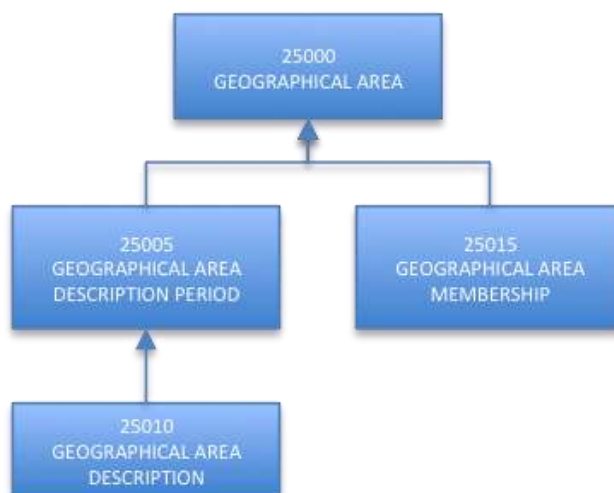 25000
GEOGRAPHICAL AREA
25005
GEOGRAPHICAL AREA
DESCRIPTION PERIOD
25015
GEOGRAPHICAL AREA
MEMBERSHIP
25010
GEOGRAPHICAL AREA
DESCRIPTION